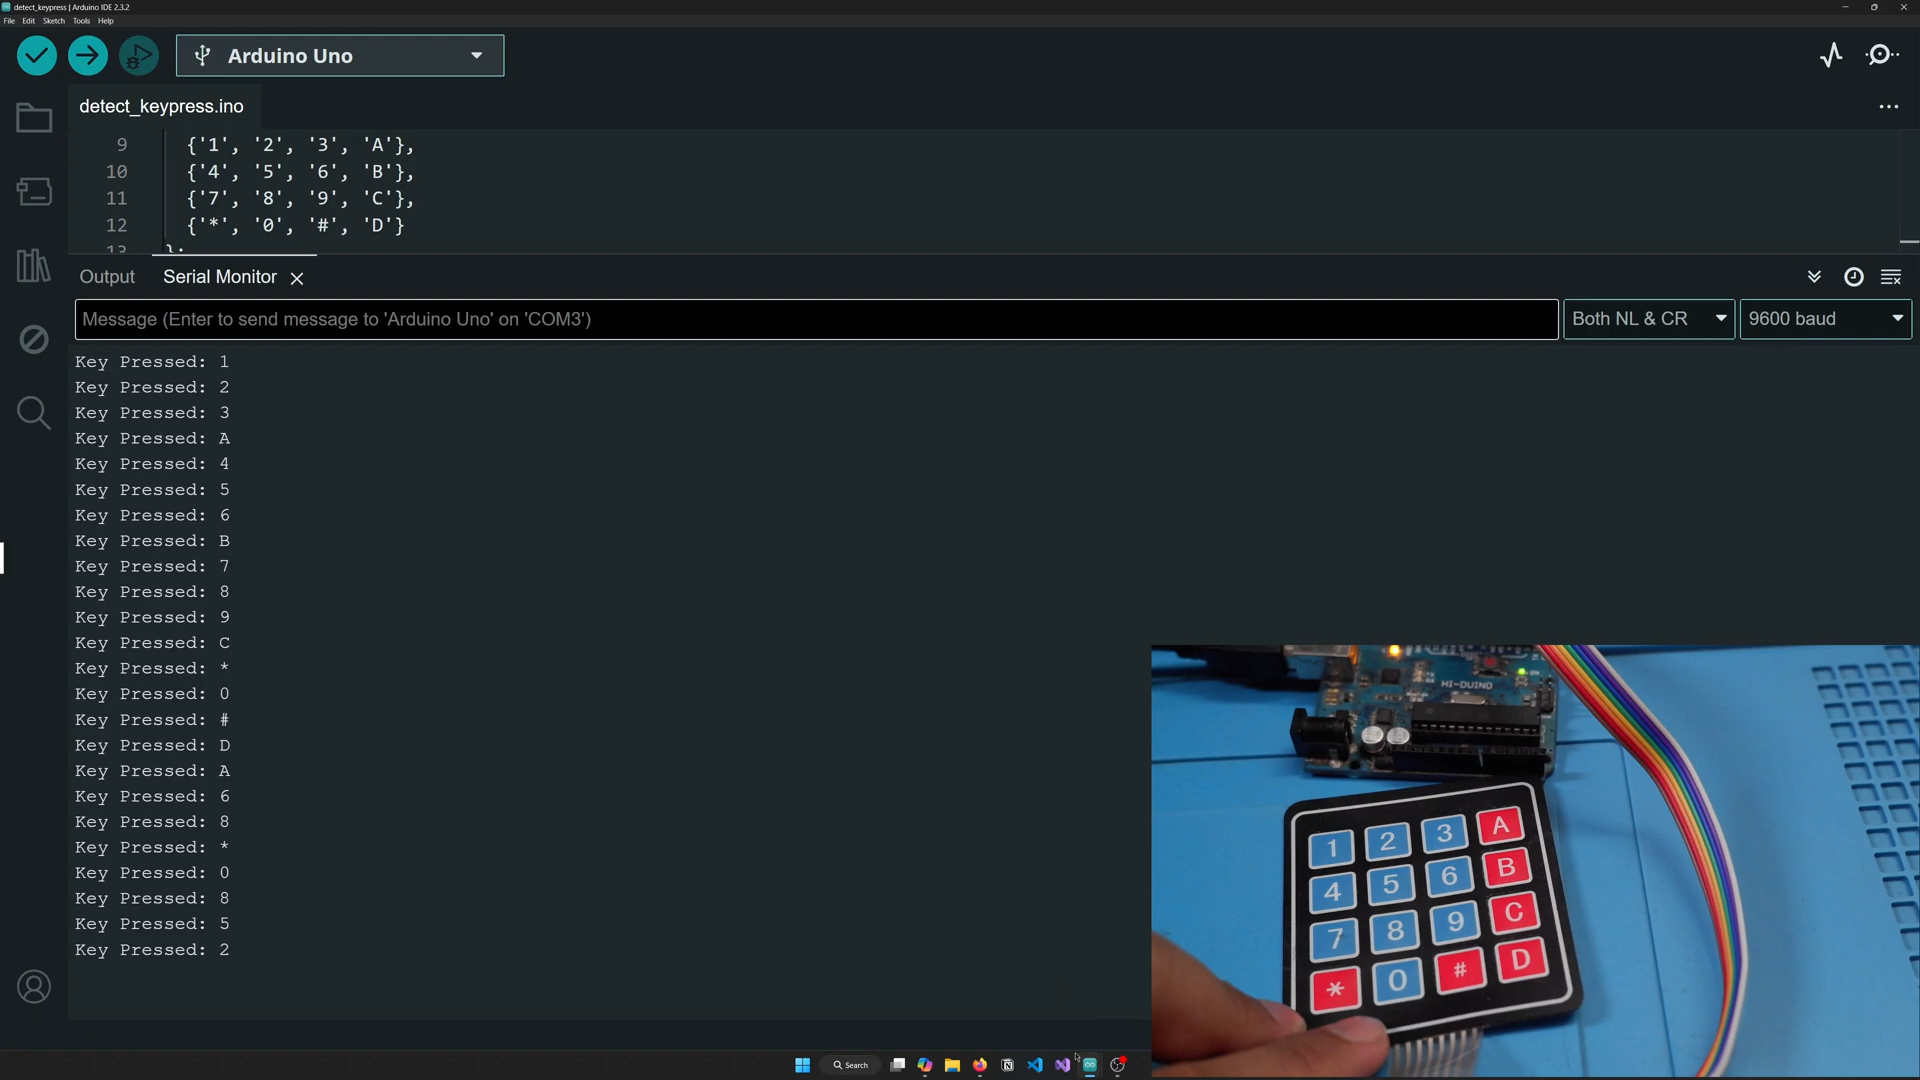 detect_keypress | Arduino IDE 2.3.2
File Edit Sketch Tools Help
Arduino Uno
detect_keypress.ino
9 {'1', '2', '3', 'A'},
10 {'4', '5', '6', 'B'},
11 {'7', '8', '9', 'C'},
12 {'*', '0', '#', 'D'}
13 };
Output Serial Monitor
Message (Enter to send message to 'Arduino Uno' on 'COM3')
Both NL & CR
9600 baud
Key Pressed: 1
Key Pressed: 2
Key Pressed: 3
Key Pressed: A
Key Pressed: 4
Key Pressed: 5
Key Pressed: 6
Key Pressed: B
Key Pressed: 7
Key Pressed: 8
Key Pressed: 9
Key Pressed: C
Key Pressed: *
Key Pressed: 0
Key Pressed: #
Key Pressed: D
Key Pressed: A
Key Pressed: 6
Key Pressed: 8
Key Pressed: *
Key Pressed: 0
Key Pressed: 8
Key Pressed: 5
Key Pressed: 2
HI-DUINO
1 2 3 A
4 5 6 B
7 8 9 C
* 0 # D
Search